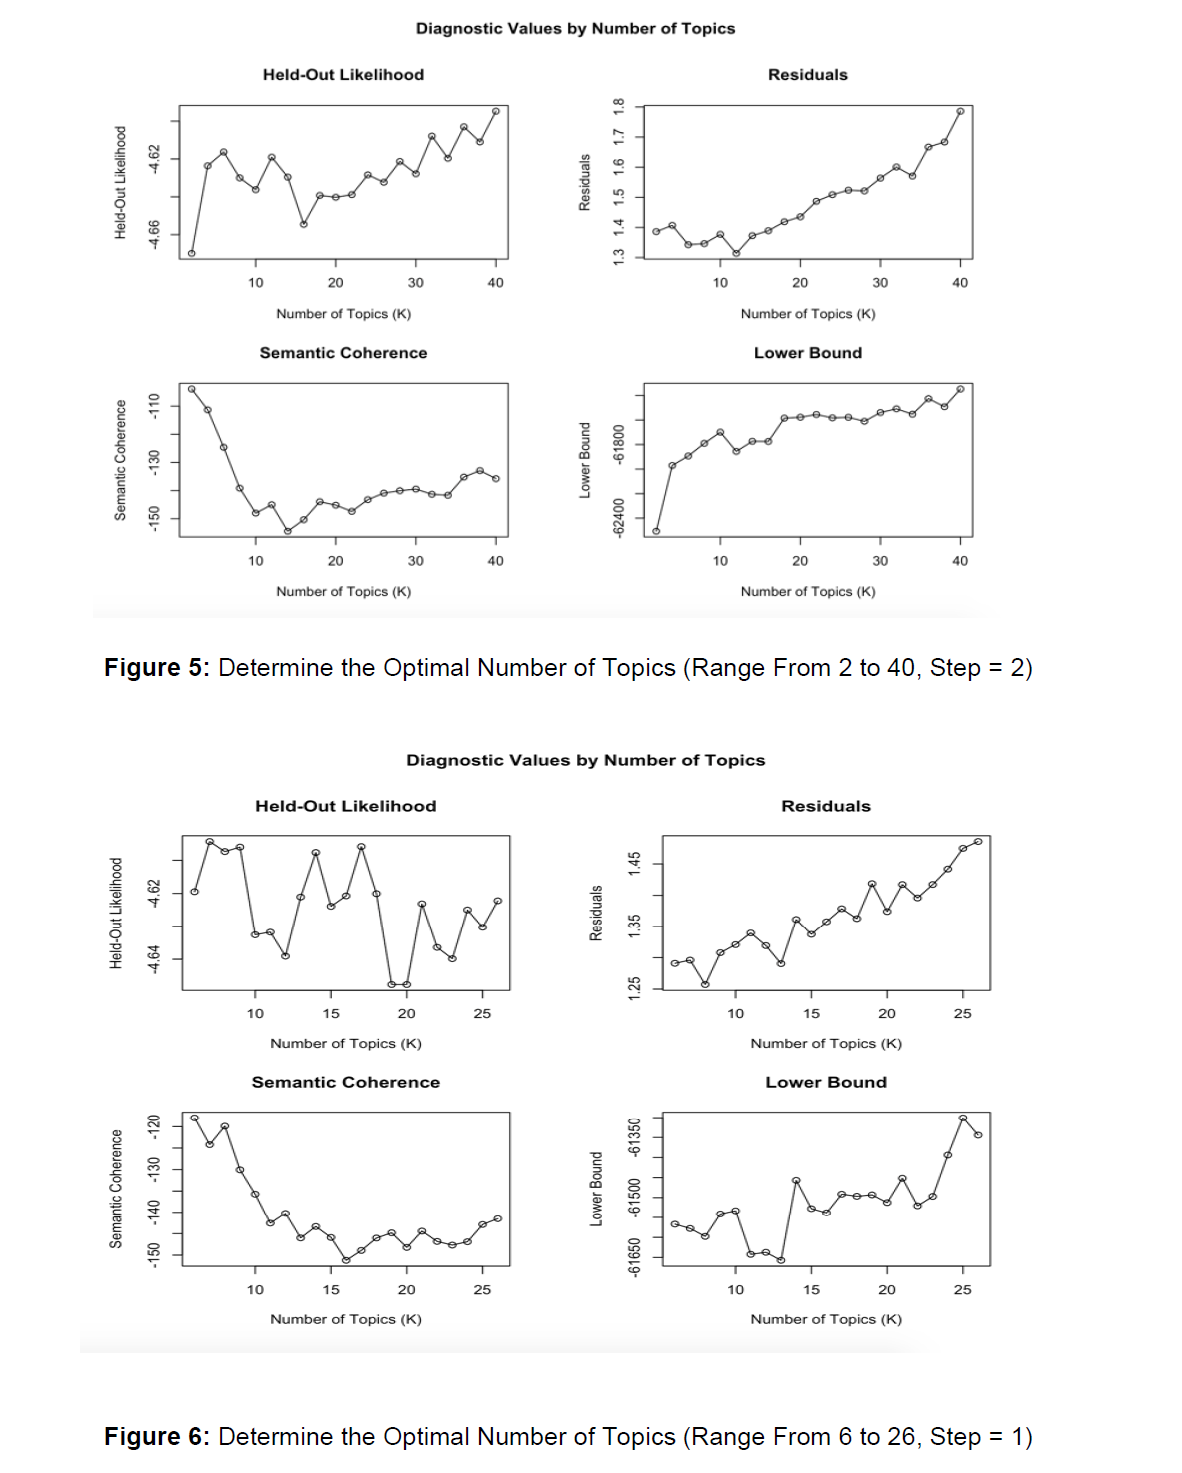 Diagnostic Values by Number of Topics
Held-Out Likelihood
Held-Out Likelihood
-4.62
-4.66
10 20 30 40
Number of Topics (K)
Residuals
Residuals
1.8
1.7
1.6
1.5
1.4
1.3
10 20 30 40
Number of Topics (K)
Semantic Coherence
Semantic Coherence
-110
-130
-150
10 20 30 40
Number of Topics (K)
Lower Bound
Lower Bound
-61800
-62400
10 20 30 40
Number of Topics (K)
Figure 5: Determine the Optimal Number of Topics (Range From 2 to 40, Step = 2)
Diagnostic Values by Number of Topics
Held-Out Likelihood
Held-Out Likelihood
-4.62
-4.64
10 15 20 25
Number of Topics (K)
Residuals
Residuals
1.45
1.35
1.25
10 15 20 25
Number of Topics (K)
Semantic Coherence
Semantic Coherence
-120
-130
-140
-150
10 15 20 25
Number of Topics (K)
Lower Bound
Lower Bound
-61350
-61500
-61650
10 15 20 25
Number of Topics (K)
Figure 6: Determine the Optimal Number of Topics (Range From 6 to 26, Step = 1)